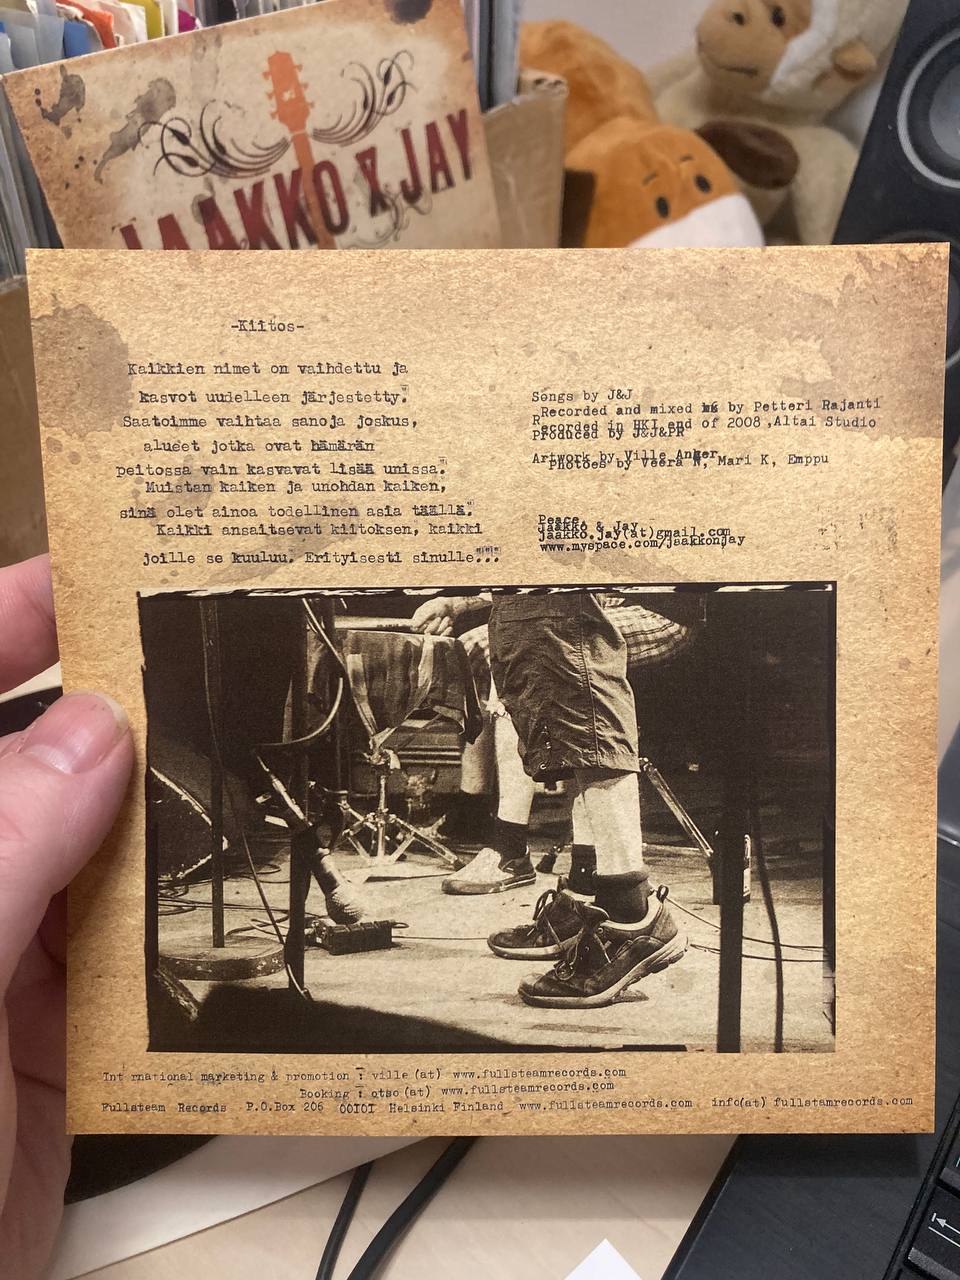 JAAKKO & JAY
-Kiitos-
Kaikkien nimet on vaihdettu ja
kasvot uudelleen järjestetty.
Saatoimme vaihtaa sanoja joskus,
alueet jotka ovat hämärän
peitossa vain kasvavat lisää unissa.
Muistan kaiken ja unohdan kaiken,
sinä olet ainoa todellinen asia täällä.
Kaikki ansaitsevat kiitoksen, kaikki
joille se kuuluu. Erityisesti sinulle...
Songs by J&J
Recorded and mixed by Petteri Rajanti
Recorded in HKI end of 2008 ,Altai Studio
Produced by J&J&PR
Artwork by Ville Anger
Photoes by Veera N, Mari K, Emppu
Peace,
Jaakko & Jay
jaakko.jay(at)gmail.com
www.myspace.com/jaakkonjay
Int rnational marketing & promotion : ville (at) www.fullsteamrecords.com
Booking : otso (at) www.fullsteamrecords.com
Fullsteam Records P.O.Box 206 00101 Helsinki Finland www.fullsteamrecords.com info(at) fullstamrecords.com